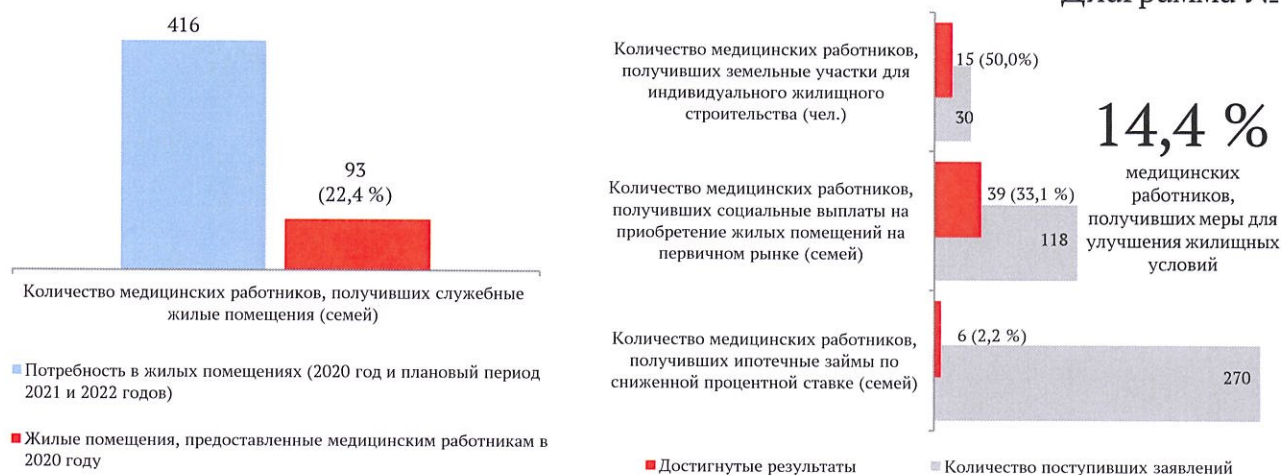 Диаграмма №
416
93
(22,4 %)
Количество медицинских работников, получивших служебные
жилые помещения (семей)
Потребность в жилых помещениях (2020 год и плановый период
2021 и 2022 годов)
Жилые помещения, предоставленные медицинским работникам в
2020 году
Количество медицинских работников,
получивших земельные участки для
индивидуального жилищного
строительства (чел.)
15 (50,0%)
30
Количество медицинских работников,
получивших социальные выплаты на
приобретение жилых помещений на
первичном рынке (семей)
39 (33,1 %)
118
Количество медицинских работников,
получивших ипотечные займы по
сниженной процентной ставке (семей)
6 (2,2 %)
270
14,4 %
медицинских
работников,
получивших меры для
улучшения жилищных
условий
Достигнутые результаты
Количество поступивших заявлений